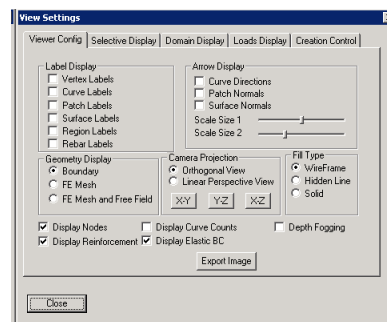 View Settings
Viewer Config
Selective Display
Domain Display
Loads Display
Creation Control
Label Display
Vertex Labels
Curve Labels
Patch Labels
Surface Labels
Region Labels
Rebar Labels
Arrow Display
Curve Directions
Patch Normals
Surface Normals
Scale Size 1
Scale Size 2
Geometry Display
Boundary
FE Mesh
FE Mesh and Free Field
Camera Projection
Orthogonal View
Linear Perspective View
X-Y
Y-Z
X-Z
Fill Type
WireFrame
Hidden Line
Solid
Display Nodes
Display Curve Counts
Depth Fogging
Display Reinforcement
Display Elastic BC
Export Image
Close